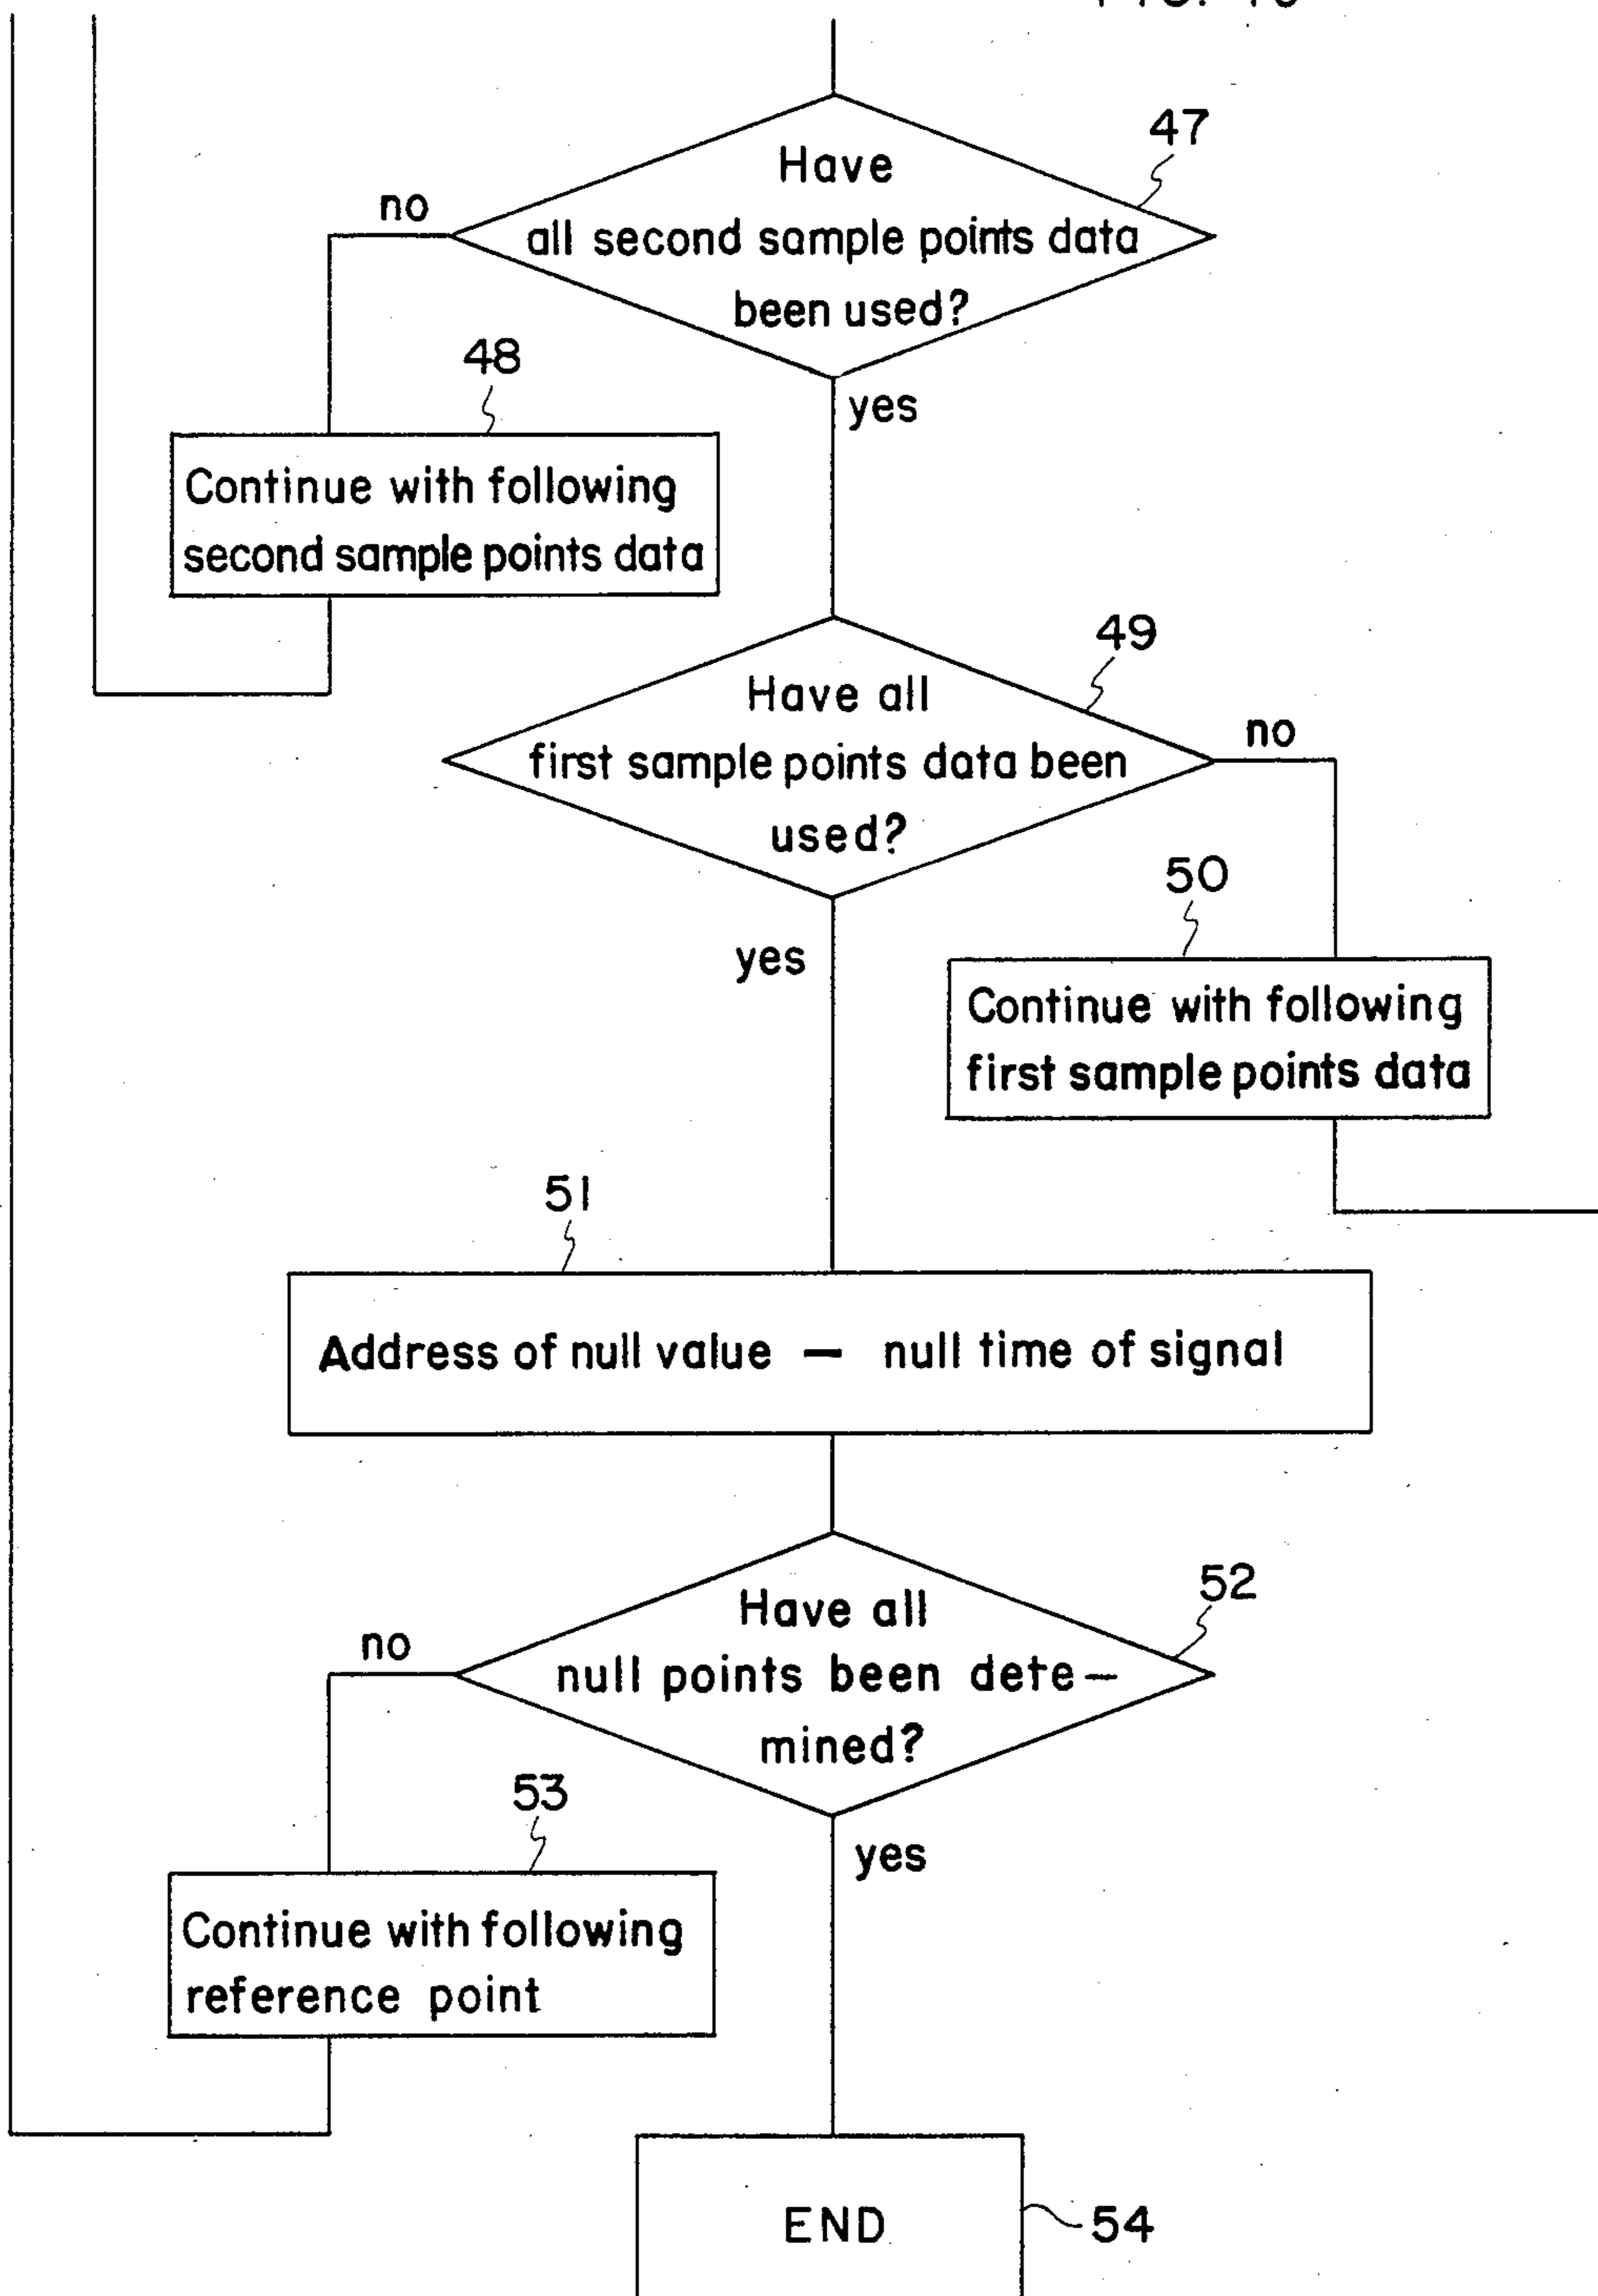 47
Have
no
all second sample points data
been used?
48
yes
Continue with following
second sample points data
49
Have all
no
first sample points data been
used?
50
yes
Continue with following
first sample points data
51
Address of null value — null time of signal
52
Have all
no
null points been dete—
mined?
53
yes
Continue with following
reference point
END
54